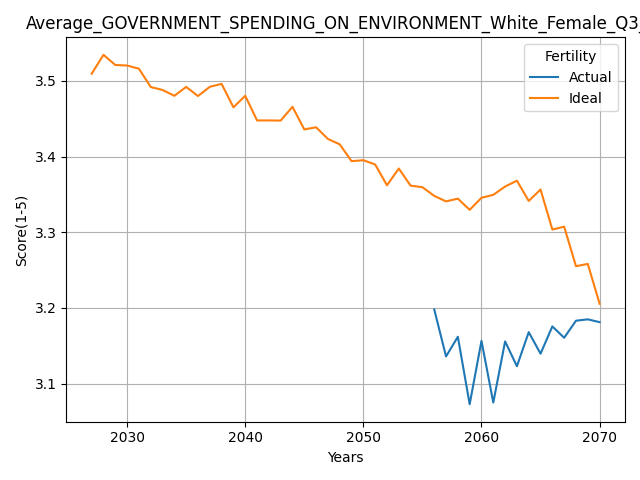 Average_GOVERNMENT_SPENDING_ON_ENVIRONMENT_White_Female_Q3_
Fertility
Actual
Ideal
Score(1-5)
3.5
3.4
3.3
3.2
3.1
2030 2040 2050 2060 2070
Years